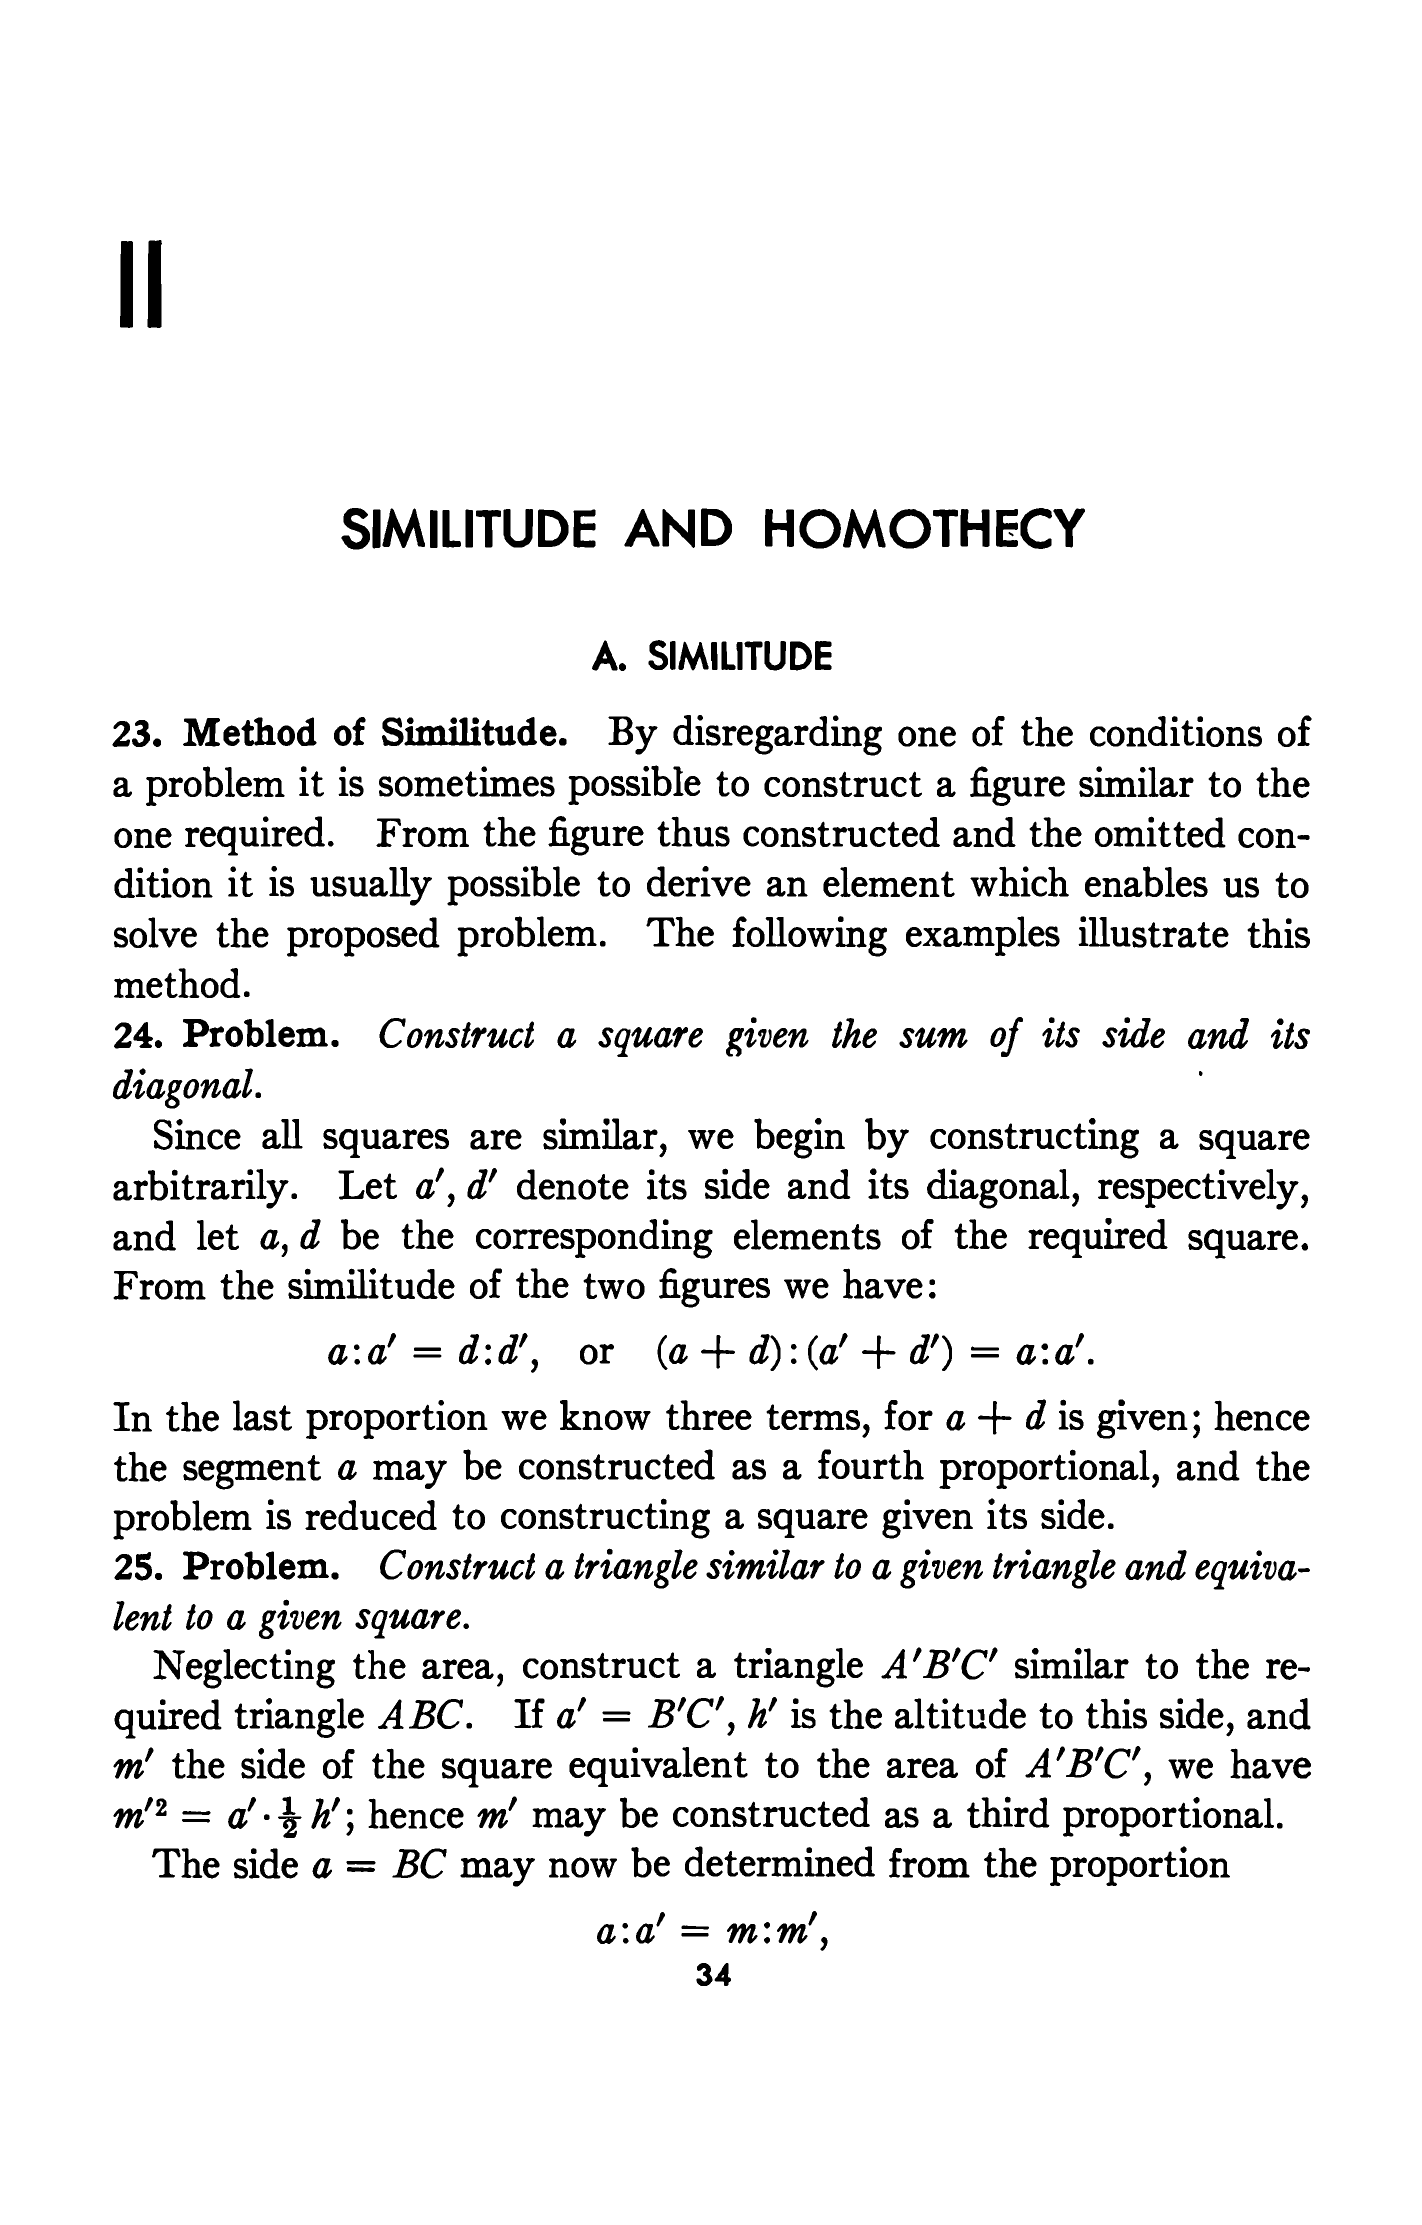 II
SIMILITUDE AND HOMOTHECY
A. SIMILITUDE
23. Method of Similitude. By disregarding one of the conditions of
a problem it is sometimes possible to construct a figure similar to the
one required. From the figure thus constructed and the omitted con-
dition it is usually possible to derive an element which enables us to
solve the proposed problem. The following examples illustrate this
method.
24. Problem. Construct a square given the sum of its side and its
diagonal.
Since all squares are similar, we begin by constructing a square
arbitrarily. Let a′, d′ denote its side and its diagonal, respectively,
and let a, d be the corresponding elements of the required square.
From the similitude of the two figures we have:
a:a′ = d:d′, or (a + d):(a′ + d′) = a:a′.
In the last proportion we know three terms, for a + d is given; hence
the segment a may be constructed as a fourth proportional, and the
problem is reduced to constructing a square given its side.
25. Problem. Construct a triangle similar to a given triangle and equiva-
lent to a given square.
Neglecting the area, construct a triangle A′B′C′ similar to the re-
quired triangle ABC. If a′ = B′C′, h′ is the altitude to this side, and
m′ the side of the square equivalent to the area of A′B′C′, we have
m′² = a′·½ h′; hence m′ may be constructed as a third proportional.
The side a = BC may now be determined from the proportion
a:a′ = m:m′,
34